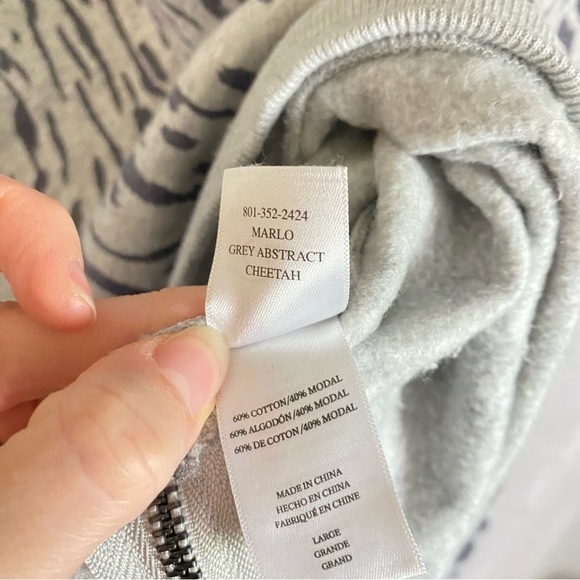 801-352-2424
MARLO
GREY ABSTRACT
CHEETAH
60% COTTON/40% MODAL
60% ALGODÓN/40% MODAL
60% DE COTON/40% MODAL
MADE IN CHINA
HECHO EN CHINA
FABRIQUÉ EN CHINE
LARGE
GRANDE
GRAND